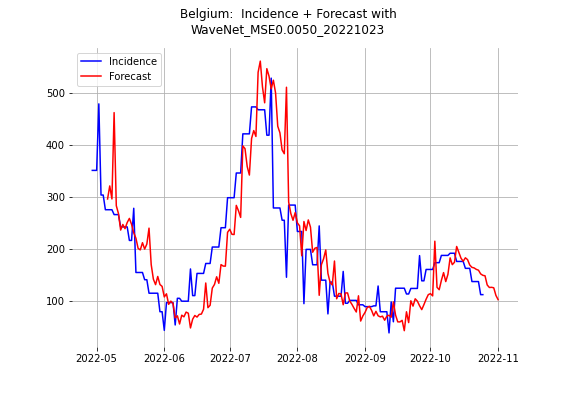 Belgium:  Incidence + Forecast with
WaveNet_MSE0.0050_20221023
Incidence
Forecast
500
400
300
200
100
2022-05 2022-06 2022-07 2022-08 2022-09 2022-10 2022-11